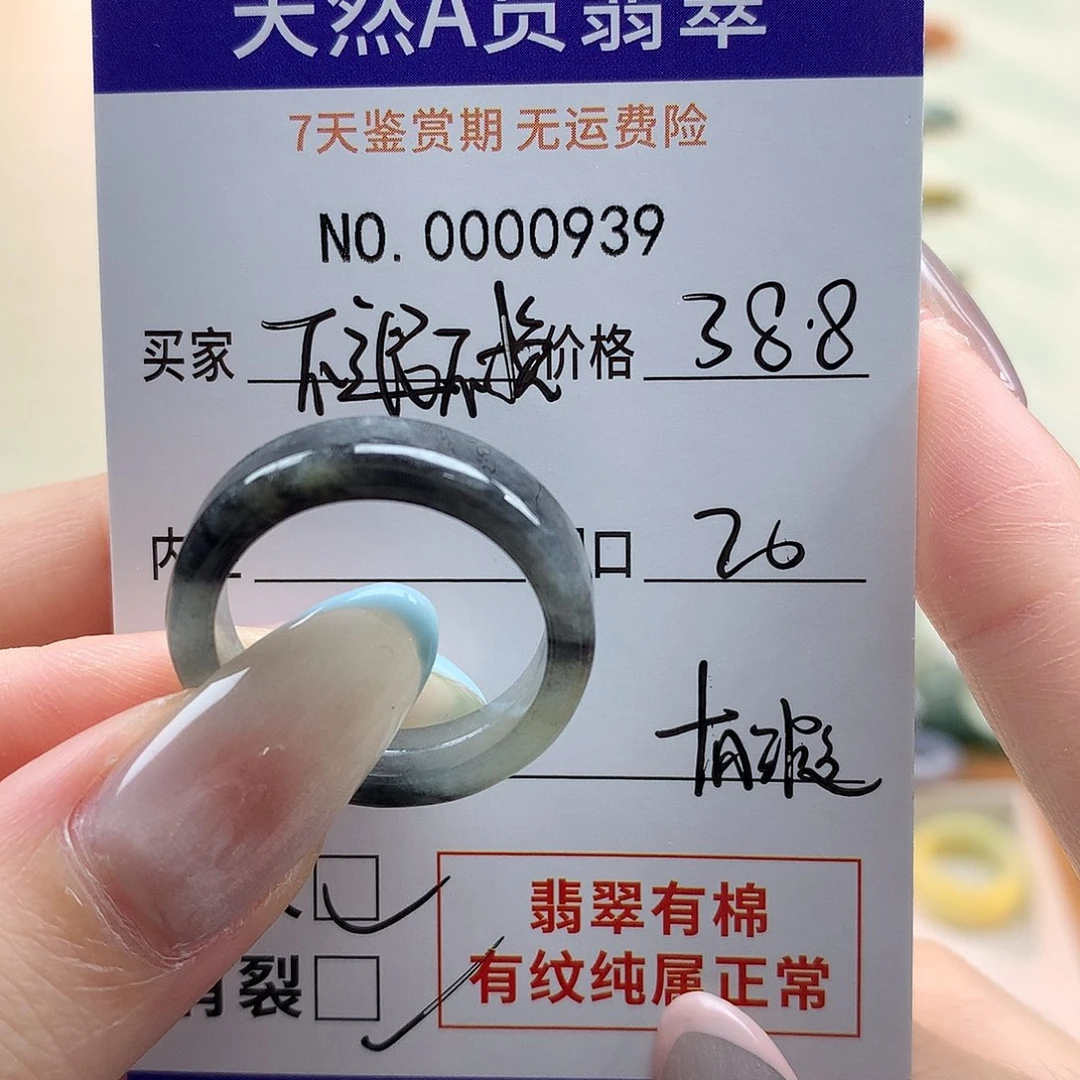 天然A货翡翠
7天鉴赏期 无运费险
NO. 0000939
买家 价格 38.8
内 口 26
有瑕
翡翠有棉
有裂 有纹纯属正常